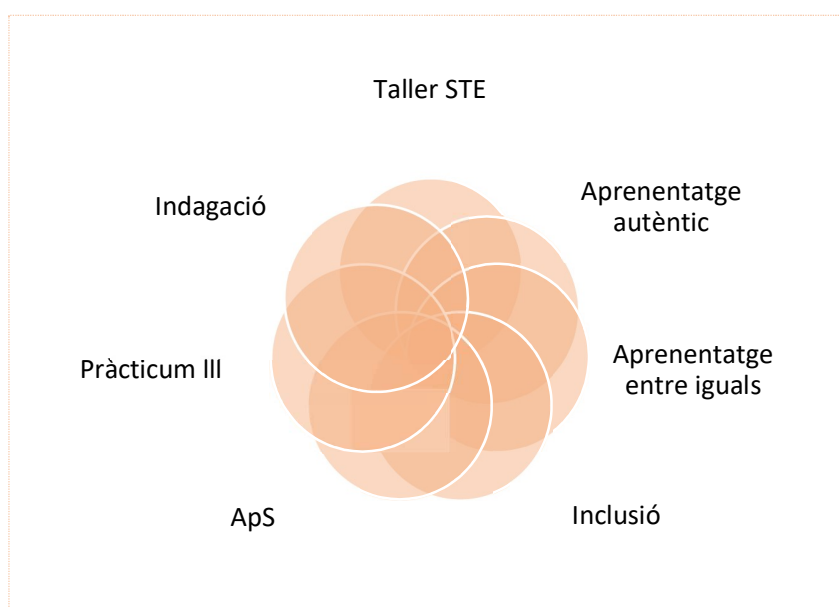 Taller STE
Indagació
Aprenentatge
autèntic
Pràcticum lll
Aprenentatge
entre iguals
ApS
Inclusió